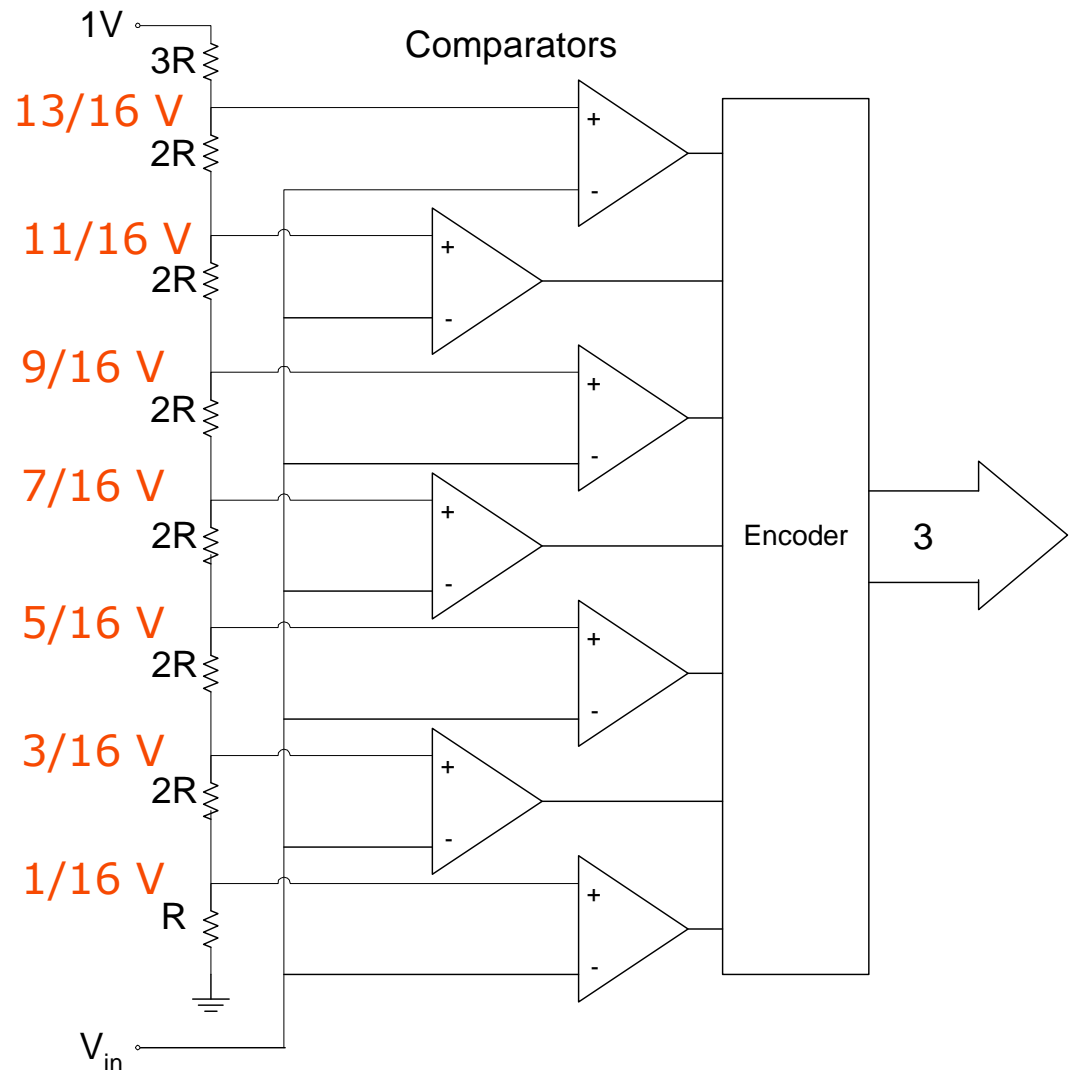 1V
Comparators
3R
13/16 V
+
2R
-
11/16 V
+
2R
-
9/16 V
+
2R
-
7/16 V
+
2R
Encoder
3
-
5/16 V
+
2R
-
3/16 V
+
2R
-
1/16 V
+
R
-
Vin